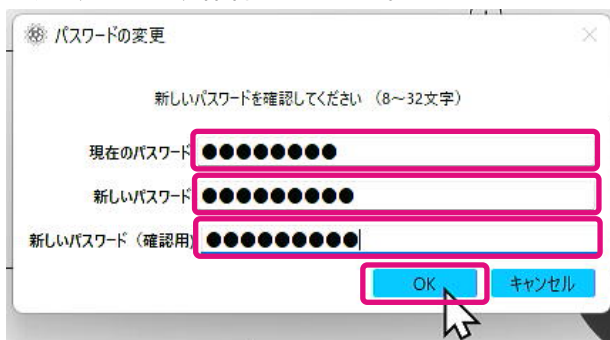 パスワードの変更
新しいパスワードを確認してください （8～32文字）
現在のパスワード ●●●●●●●●
新しいパスワード ●●●●●●●●●
新しいパスワード（確認用） ●●●●●●●●●
OK キャンセル